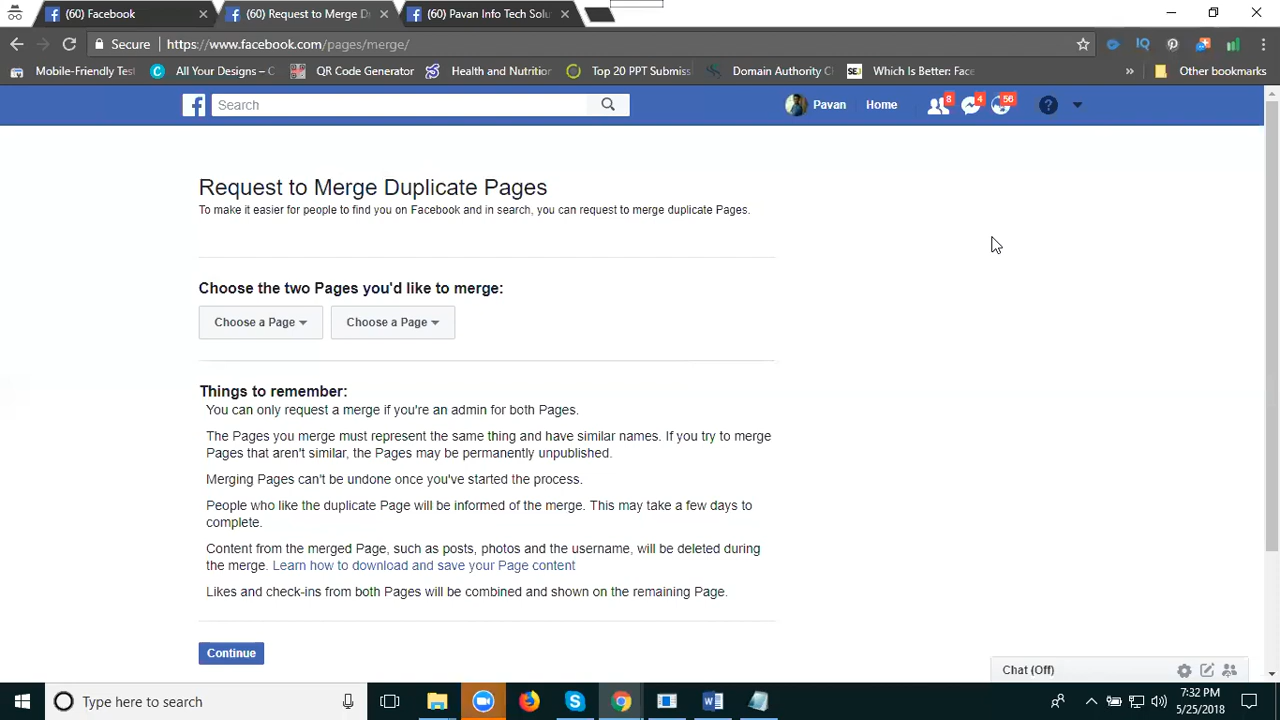 (60) Facebook
(60) Request to Merge D
(60) Pavan Info Tech Solu
Secure
https://www.facebook.com/pages/merge/
IQ
Mobile-Friendly Test
C
All Your Designs – C
QR Code Generator
Health and Nutrition
Top 20 PPT Submiss
Domain Authority C
SEJ
Which Is Better: Face
»
Other bookmarks
f
Search
Pavan
Home
8
4
56
?
Request to Merge Duplicate Pages
To make it easier for people to find you on Facebook and in search, you can request to merge duplicate Pages.
Choose the two Pages you'd like to merge:
Choose a Page
Choose a Page
Things to remember:
You can only request a merge if you're an admin for both Pages.
The Pages you merge must represent the same thing and have similar names. If you try to merge
Pages that aren't similar, the Pages may be permanently unpublished.
Merging Pages can't be undone once you've started the process.
People who like the duplicate Page will be informed of the merge. This may take a few days to
complete.
Content from the merged Page, such as posts, photos and the username, will be deleted during
the merge. Learn how to download and save your Page content
Likes and check-ins from both Pages will be combined and shown on the remaining Page.
Continue
Chat (Off)
Type here to search
7:32 PM
5/25/2018